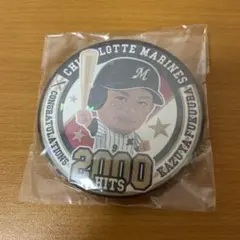 CHIBA LOTTE MARINES
M
CONGRATULATIONS
KAZUYA FUKUURA
2000
HITS